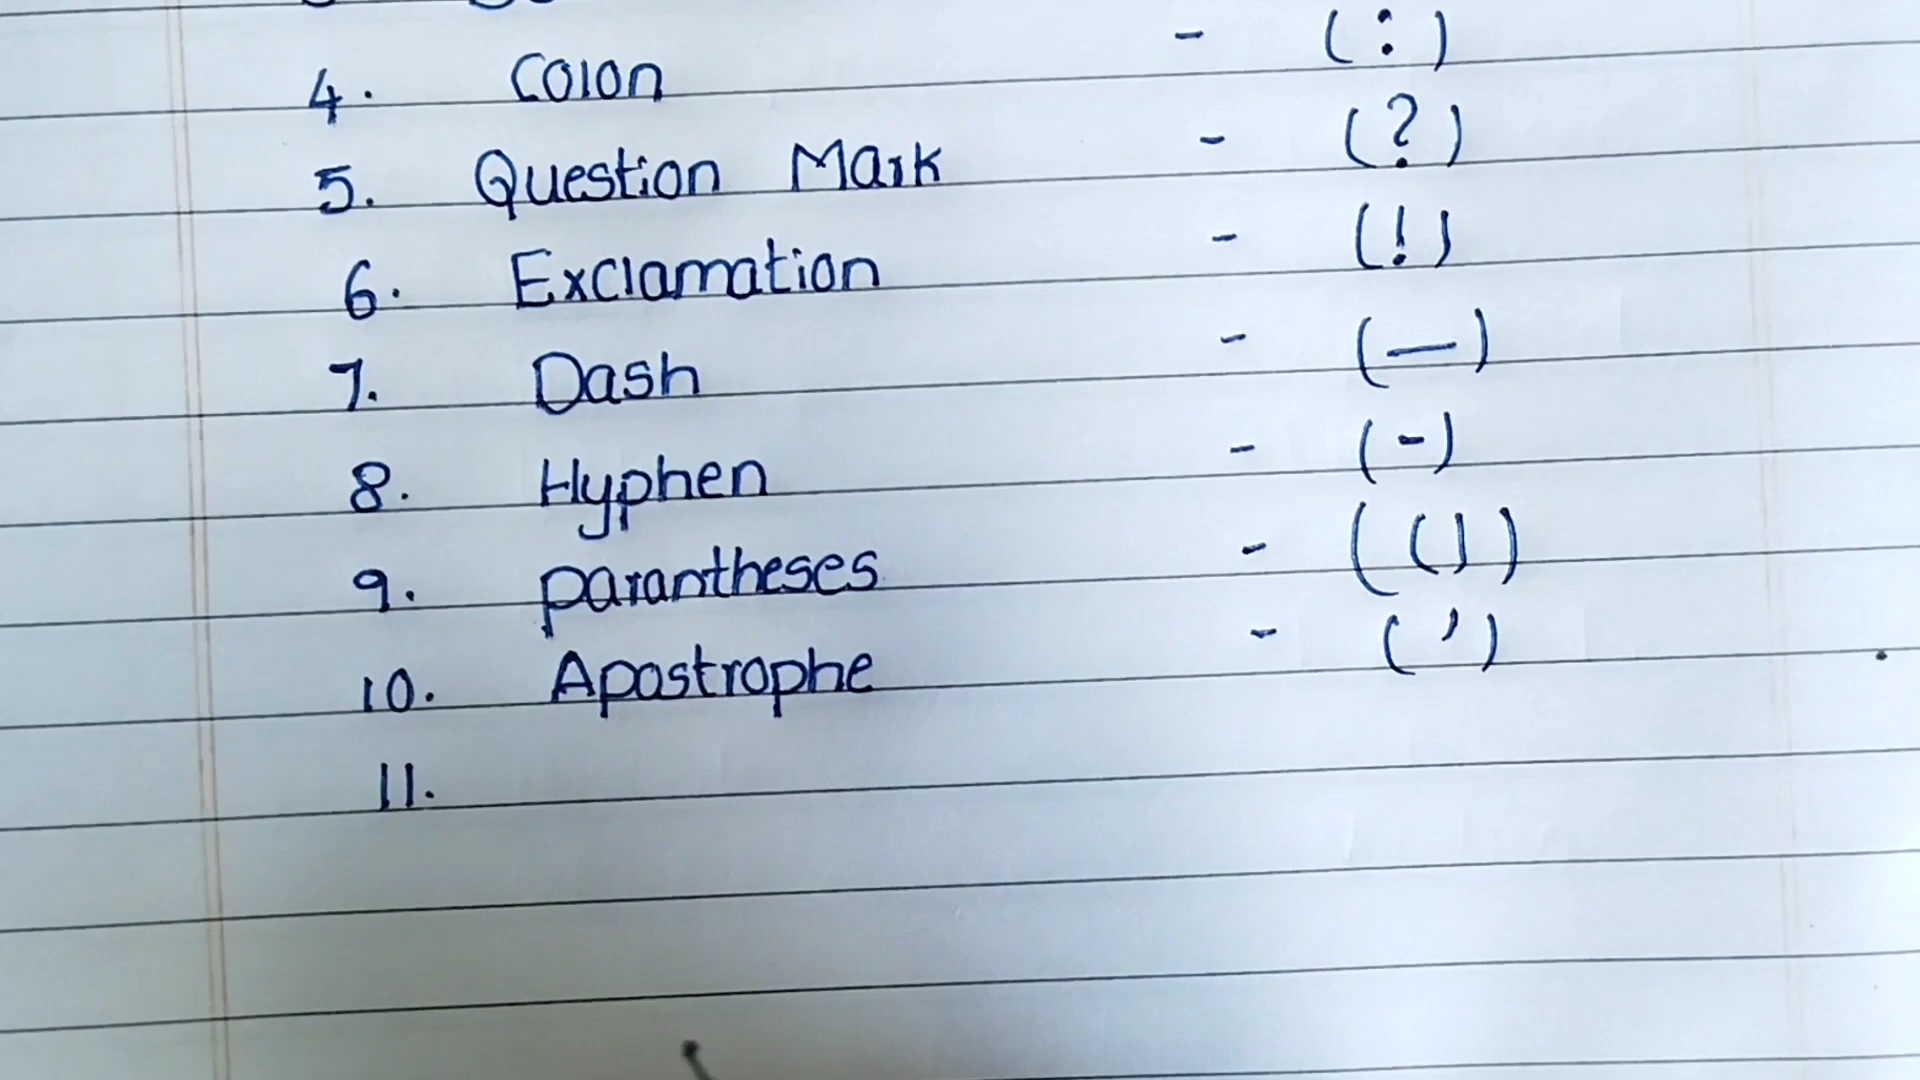 4. Colon - (:)
5. Question Mark - (?)
6. Exclamation - (!)
7. Dash - (—)
8. Hyphen - (-)
9. Parantheses - (())
10. Apostrophe - (')
11.